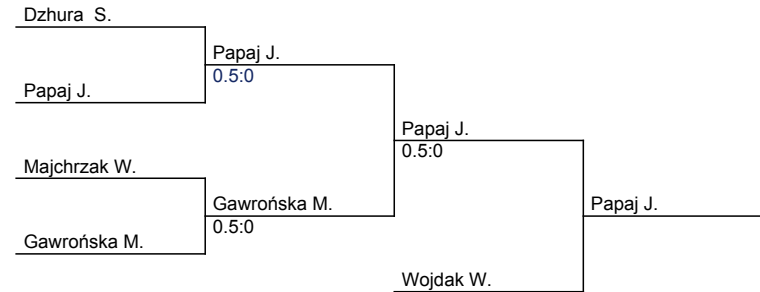 Dzhura  S.
Papaj J.
0.5:0
Papaj J.
Papaj J.
0.5:0
Majchrzak W.
Gawrońska M.
0.5:0
Papaj J.
Gawrońska M.
Wojdak W.